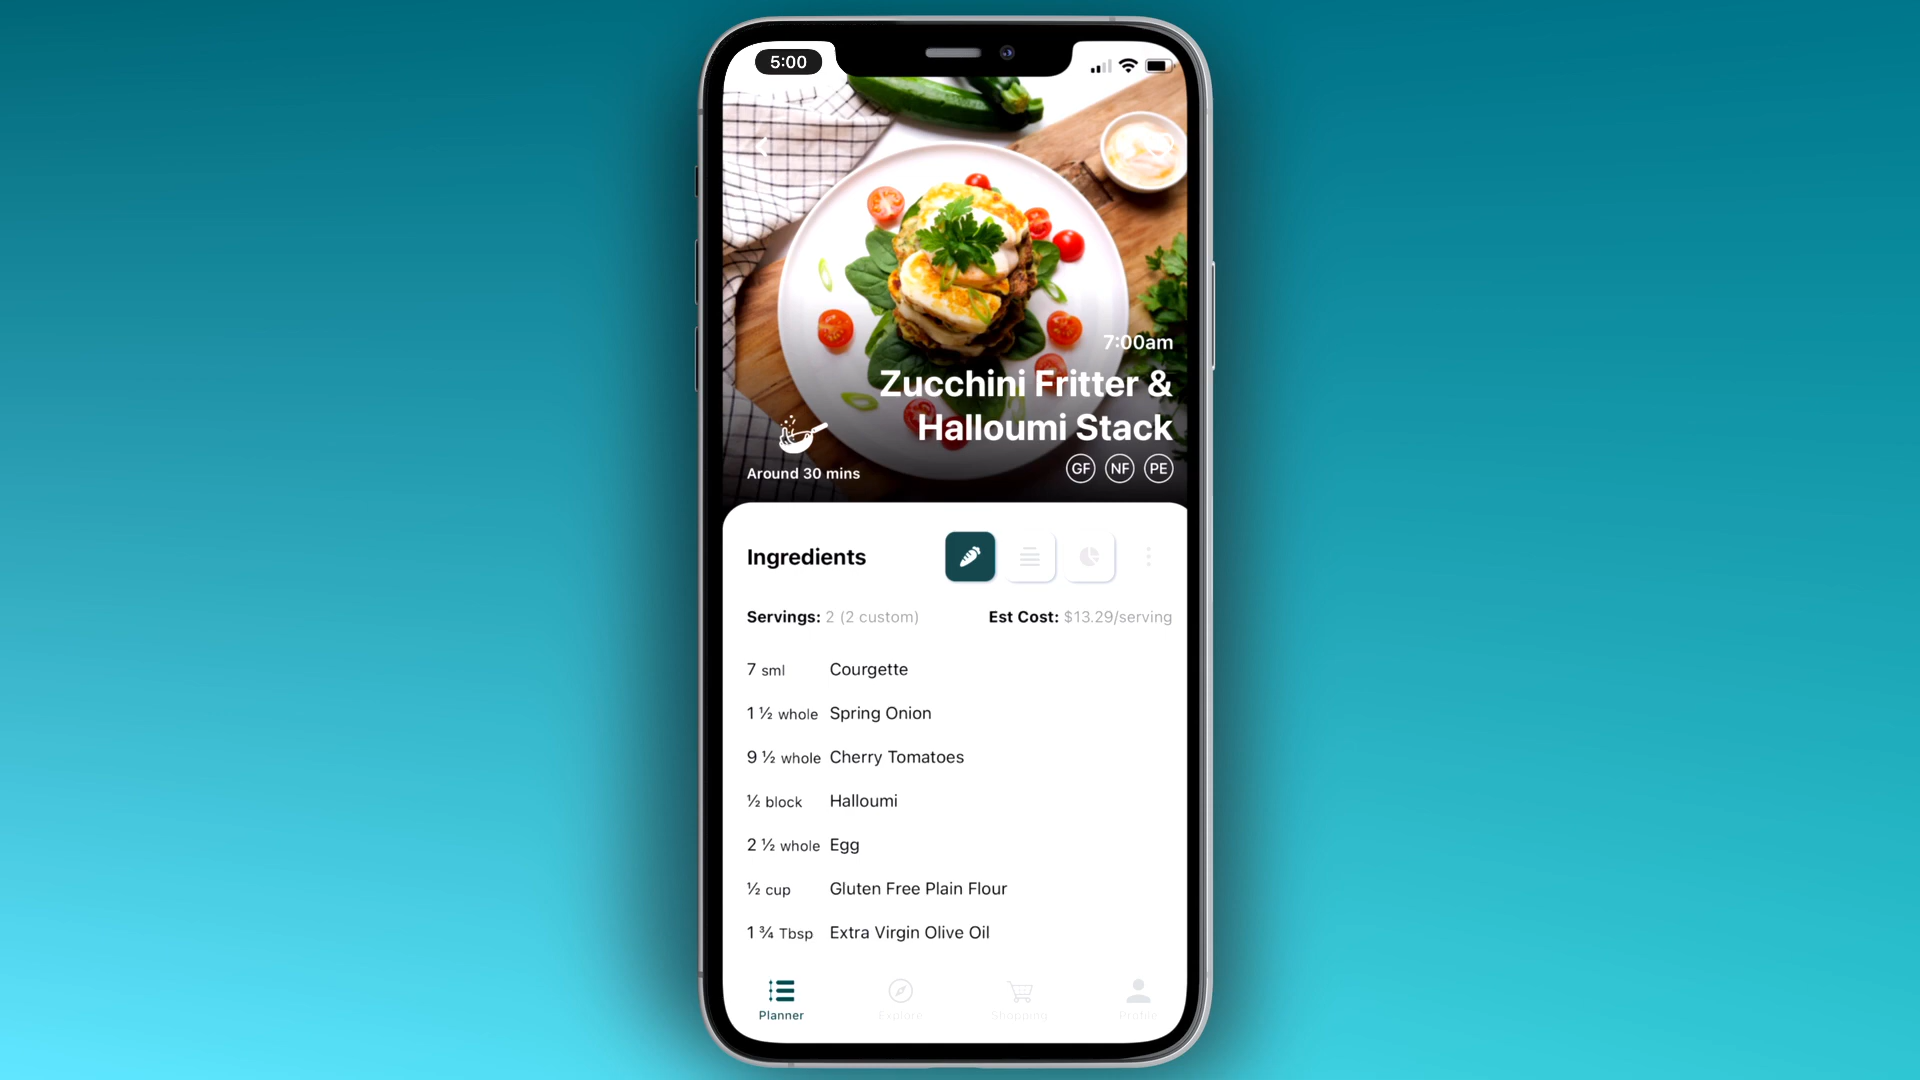 5:00
7:00am
Zucchini Fritter &
Halloumi Stack
Around 30 mins
GF NF PE
Ingredients
Servings: 2 (2 custom) Est Cost: $13.29/serving
7 sml Courgette
1 ½ whole Spring Onion
9 ½ whole Cherry Tomatoes
½ block Halloumi
2 ½ whole Egg
½ cup Gluten Free Plain Flour
1 ¾ Tbsp Extra Virgin Olive Oil
Planner Explore Shopping Profile